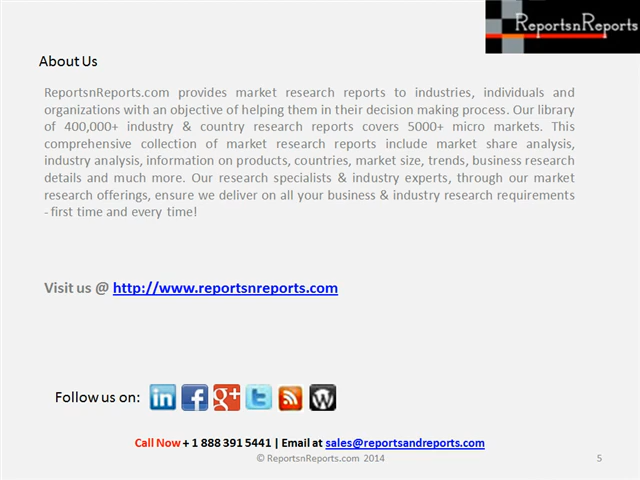 ReportsnReports
About Us
ReportsnReports.com provides market research reports to industries, individuals and
organizations with an objective of helping them in their decision making process. Our library
of 400,000+ industry & country research reports covers 5000+ micro markets. This
comprehensive collection of market research reports include market share analysis,
industry analysis, information on products, countries, market size, trends, business research
details and much more. Our research specialists & industry experts, through our market
research offerings, ensure we deliver on all your business & industry research requirements
- first time and every time!
Visit us @ http://www.reportsnreports.com
Follow us on: in f g+ t W
Call Now + 1 888 391 5441 | Email at sales@reportsandreports.com
© ReportsnReports.com 2014 5